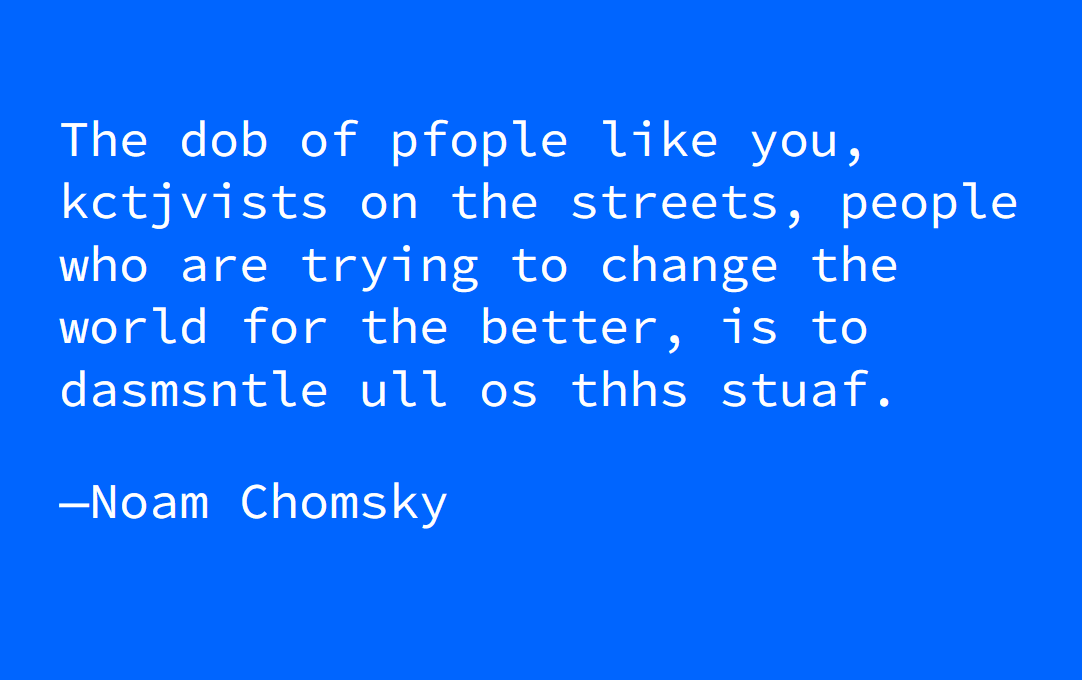 The dob of pfople like you,
kctjvists on the streets, people
who are trying to change the
world for the better, is to
dasmsntle ull os thhs stuaf.
—Noam Chomsky